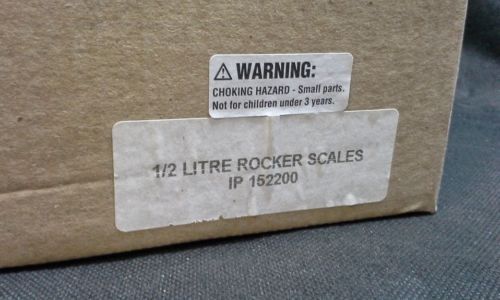 WARNING:
CHOKING HAZARD - Small parts.
Not for children under 3 years.
1/2 LITRE ROCKER SCALES
IP 152200